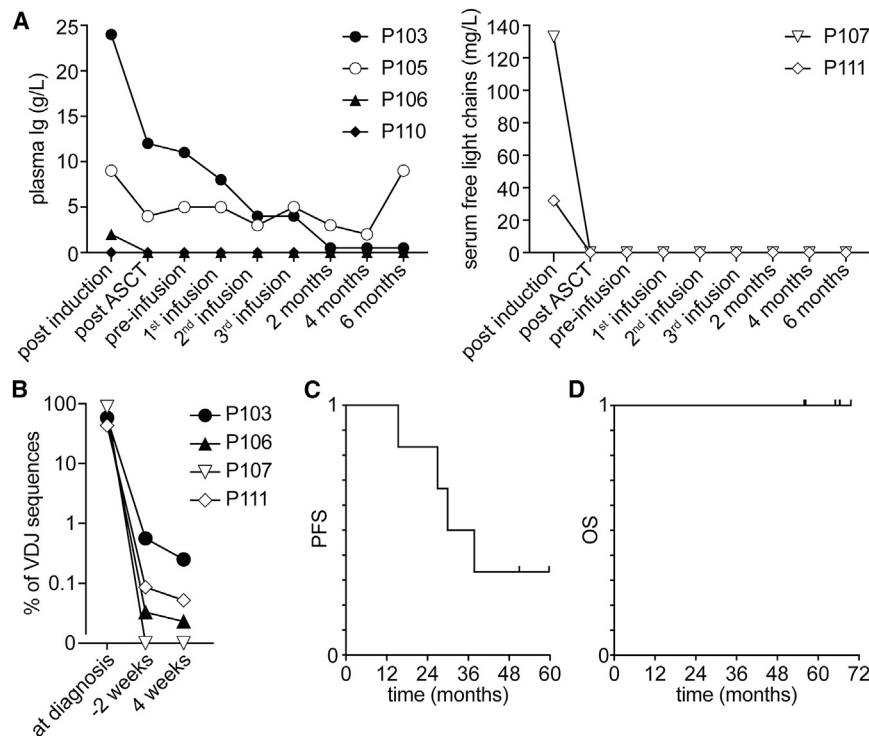 A
plasma Ig (g/L)
25
20
15
10
5
0
P103
P105
P106
P110
post induction
post ASCT
pre-infusion
1st infusion
2nd infusion
3rd infusion
2 months
4 months
6 months
serum free light chains (mg/L)
140
120
100
80
60
40
20
0
P107
P111
post induction
post ASCT
pre-infusion
1st infusion
2nd infusion
3rd infusion
2 months
4 months
6 months
B
% of VDJ sequences
100
10
1
0.1
0
P103
P106
P107
P111
at diagnosis
-2 weeks
4 weeks
C
PFS
1
0
0 12 24 36 48 60
time (months)
D
OS
1
0
0 12 24 36 48 60 72
time (months)